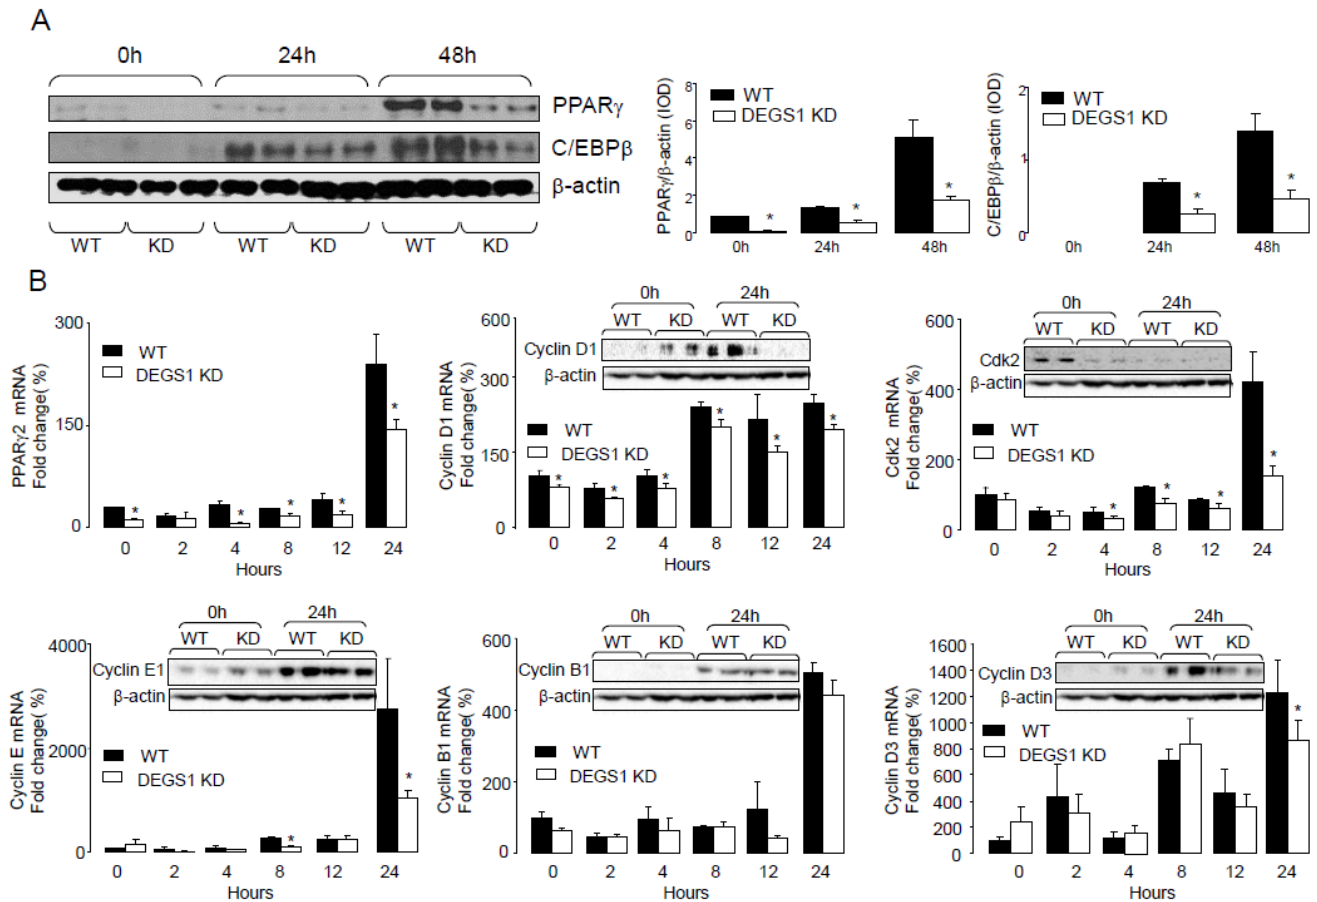 A
0h 24h 48h
PPARγ
C/EBPβ
β-actin
WT KD WT KD WT KD
PPARγ/β-actin (IOD)
8
6
4
2
0
WT
DEGS1 KD
* * *
0h 24h 48h
C/EBPβ/β-actin (IOD)
2
1
0
WT
DEGS1 KD
* *
0h 24h 48h
B
PPARγ2 mRNA
Fold change( %)
300
150
0
WT
DEGS1 KD
* * * * *
0 2 4 8 12 24
Hours
Cyclin D1 mRNA
Fold change( %)
600
300
150
0
0h 24h
WT KD WT KD
Cyclin D1
β-actin
WT
DEGS1 KD
* * * * * *
0 2 4 8 12 24
Hours
Cdk2 mRNA
Fold change( %)
600
400
200
0
0h 24h
WT KD WT KD
Cdk2
β-actin
WT
DEGS1 KD
* * * *
0 2 4 8 12 24
Hours
Cyclin E mRNA
Fold change( %)
4000
2000
0
0h 24h
WT KD WT KD
Cyclin E1
β-actin
WT
DEGS1 KD
* *
0 2 4 8 12 24
Hours
Cyclin B1 mRNA
Fold change( %)
600
400
200
0
0h 24h
WT KD WT KD
Cyclin B1
β-actin
WT
DEGS1 KD
0 2 4 8 12 24
Hours
Cyclin D3 mRNA
Fold change( %)
1600
1400
1200
1000
800
600
400
200
0
0h 24h
WT KD WT KD
Cyclin D3
β-actin
WT
DEGS1 KD
*
0 2 4 8 12 24
Hours